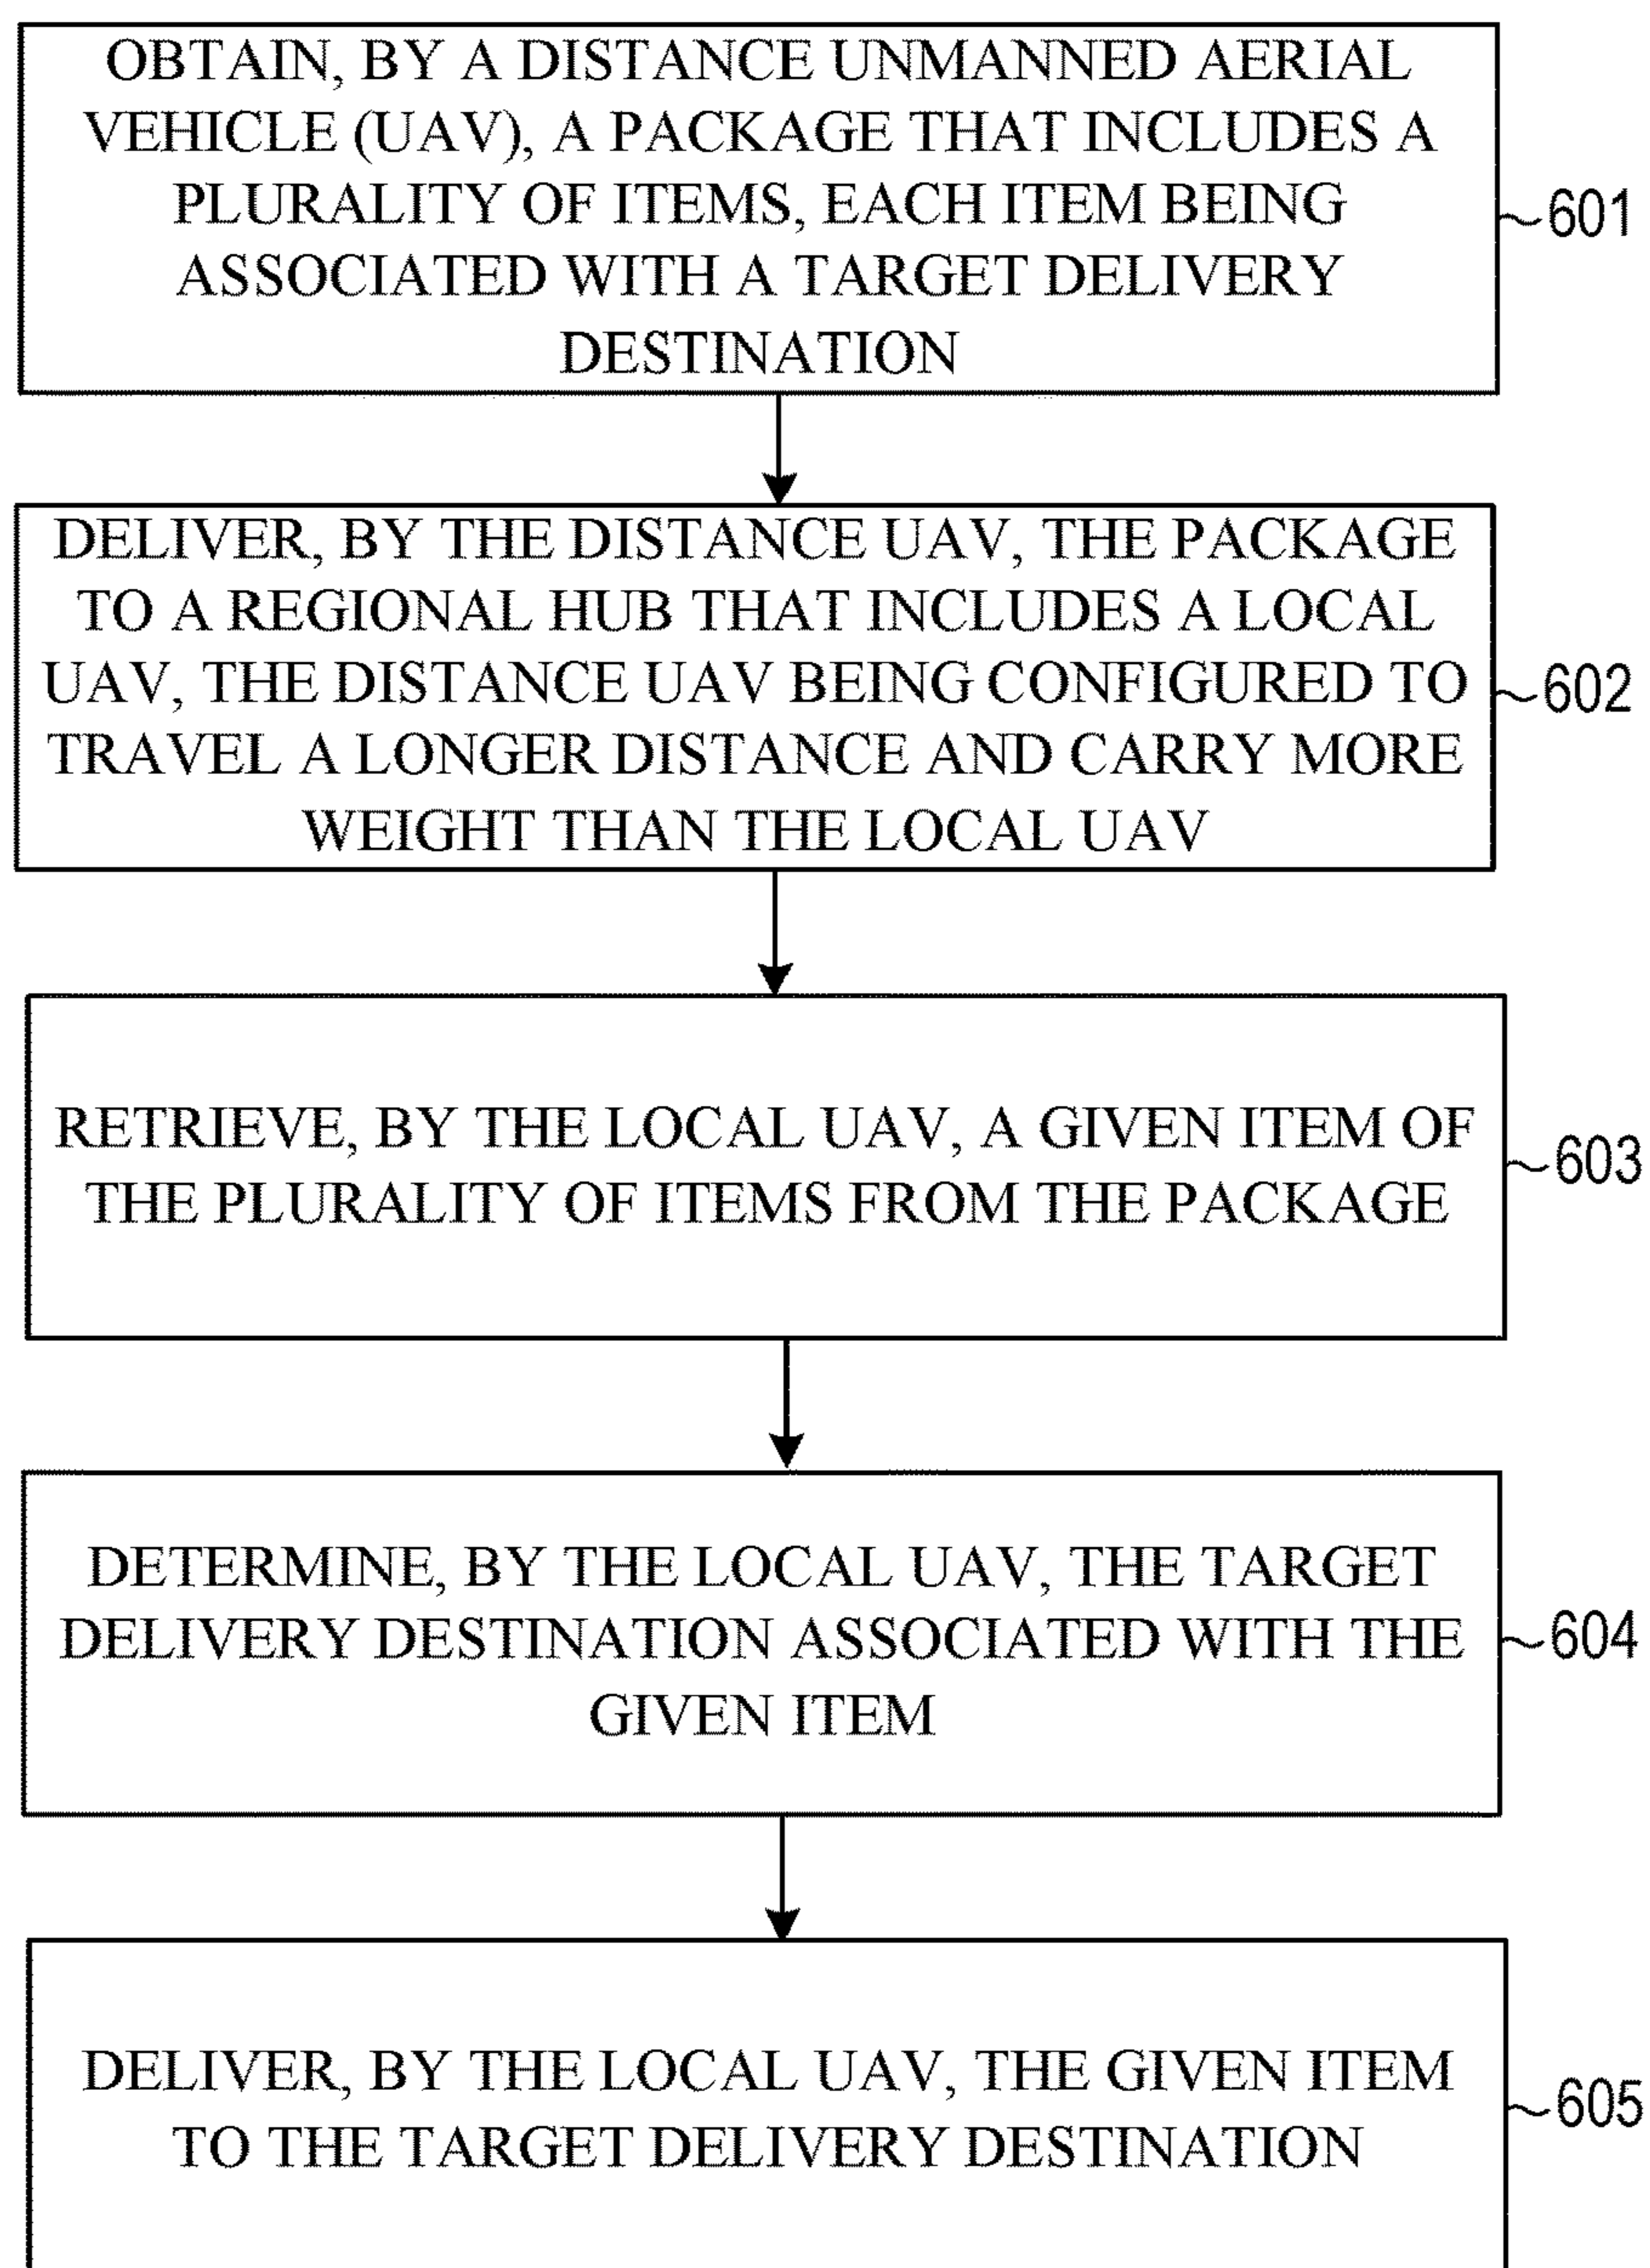 OBTAIN, BY A DISTANCE UNMANNED AERIAL
VEHICLE (UAV), A PACKAGE THAT INCLUDES A
PLURALITY OF ITEMS, EACH ITEM BEING
ASSOCIATED WITH A TARGET DELIVERY
DESTINATION
601
DELIVER, BY THE DISTANCE UAV, THE PACKAGE
TO A REGIONAL HUB THAT INCLUDES A LOCAL
UAV, THE DISTANCE UAV BEING CONFIGURED TO
TRAVEL A LONGER DISTANCE AND CARRY MORE
WEIGHT THAN THE LOCAL UAV
602
RETRIEVE, BY THE LOCAL UAV, A GIVEN ITEM OF
THE PLURALITY OF ITEMS FROM THE PACKAGE
603
DETERMINE, BY THE LOCAL UAV, THE TARGET
DELIVERY DESTINATION ASSOCIATED WITH THE
GIVEN ITEM
604
DELIVER, BY THE LOCAL UAV, THE GIVEN ITEM
TO THE TARGET DELIVERY DESTINATION
605